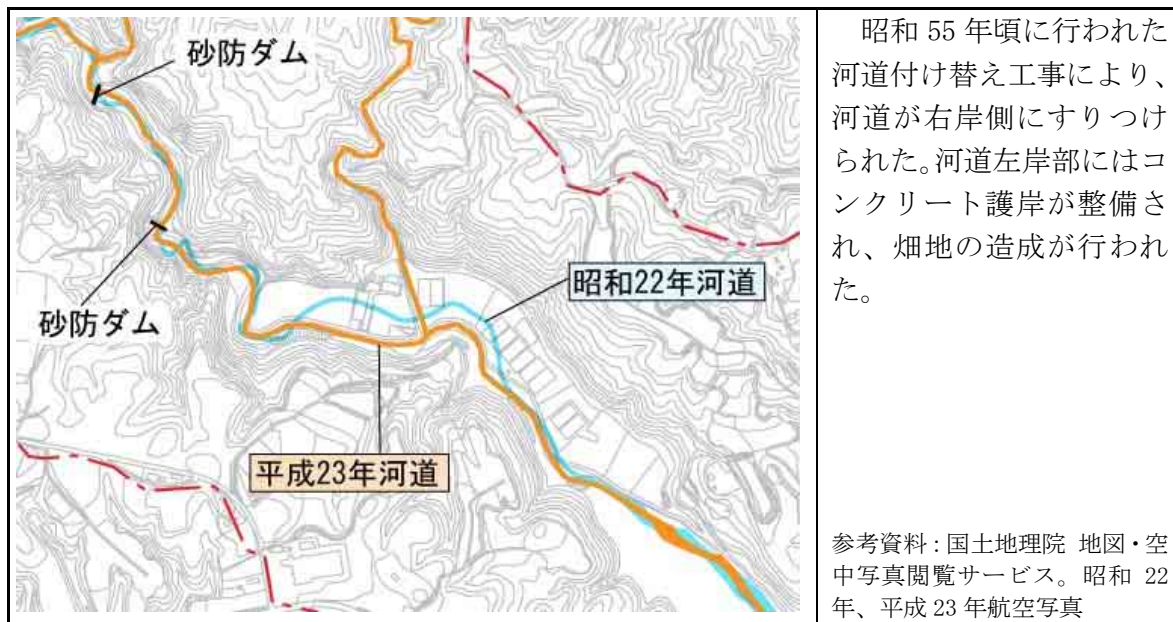 砂防ダム
砂防ダム
昭和22年河道
平成23年河道
昭和 55 年頃に行われた
河道付け替え工事により、
河道が右岸側にすりつけ
られた。河道左岸部にはコ
ンクリート護岸が整備さ
れ、畑地の造成が行われ
た。
参考資料：国土地理院 地図・空
中写真閲覧サービス。昭和 22
年、平成 23 年航空写真